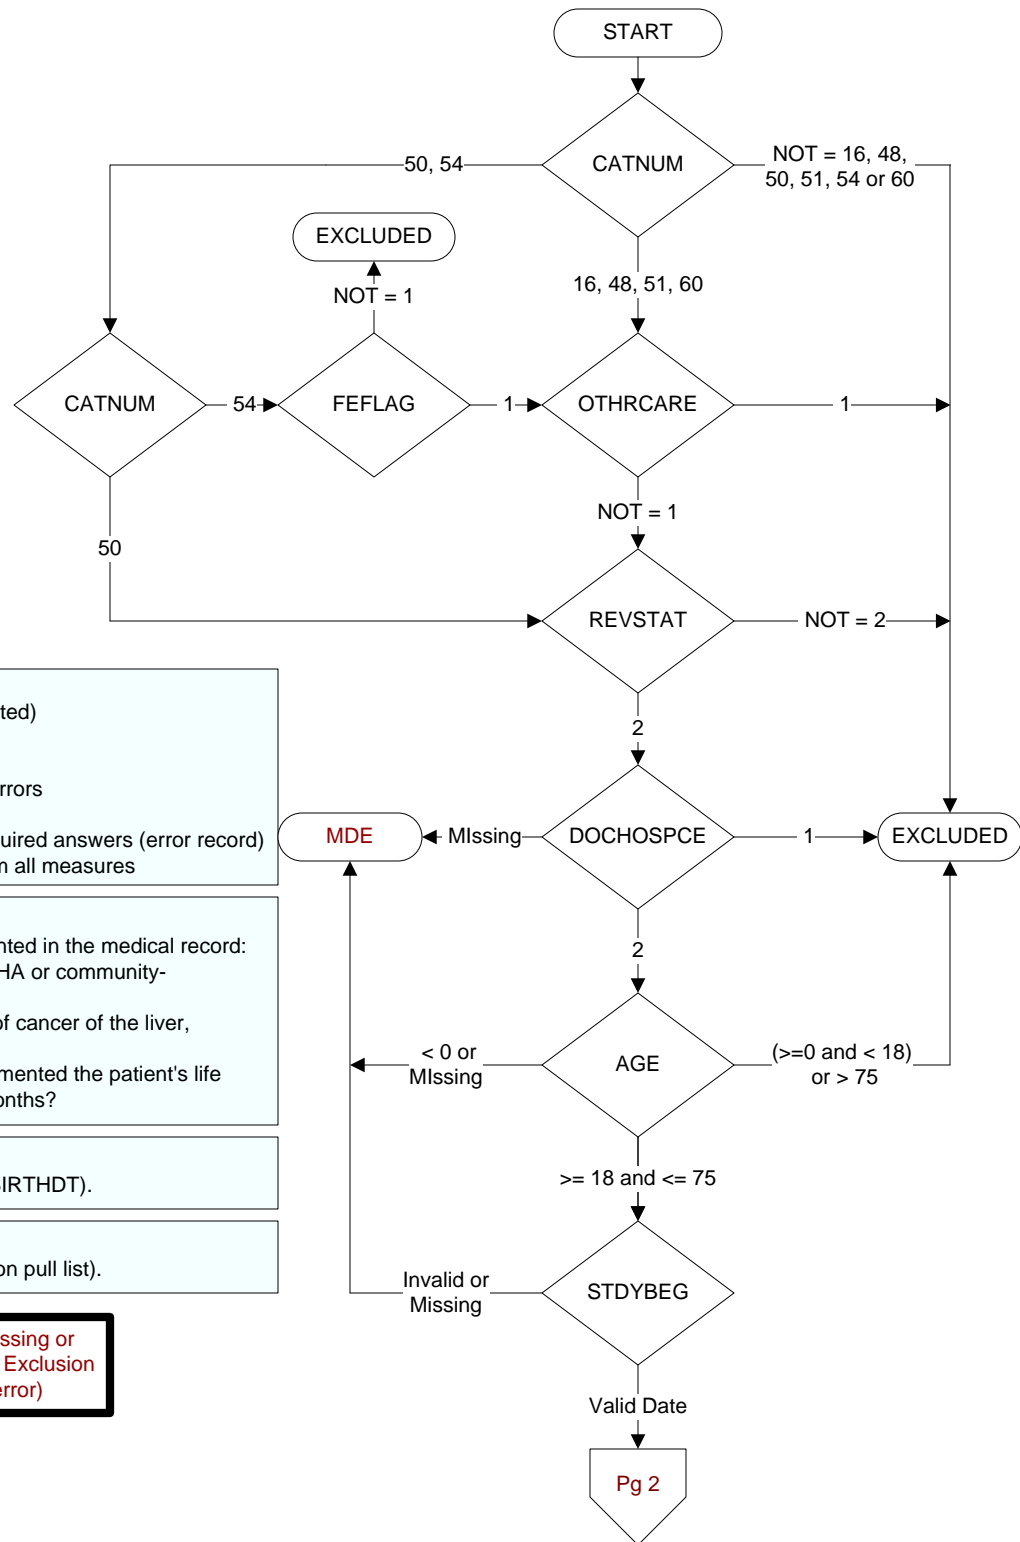 START
CATNUM
50, 54
NOT = 16, 48,
50, 51, 54 or 60
EXCLUDED
NOT = 1
16, 48, 51, 60
CATNUM
54
FEFLAG
1
OTHRCARE
1
NOT = 1
50
REVSTAT
NOT = 2
2
ted)
rrors
quired answers (error record)
m all measures
MDE
MIssing
DOCHOSPCE
1
EXCLUDED
nted in the medical record:
HA or community-
of cancer of the liver,
mented the patient's life
onths?
2
< 0 or
MIssing
AGE
(>=0 and < 18)
or > 75
BIRTHDT).
>= 18 and <= 75
on pull list).
Invalid or
Missing
STDYBEG
ssing or
Exclusion
error)
Valid Date
Pg 2